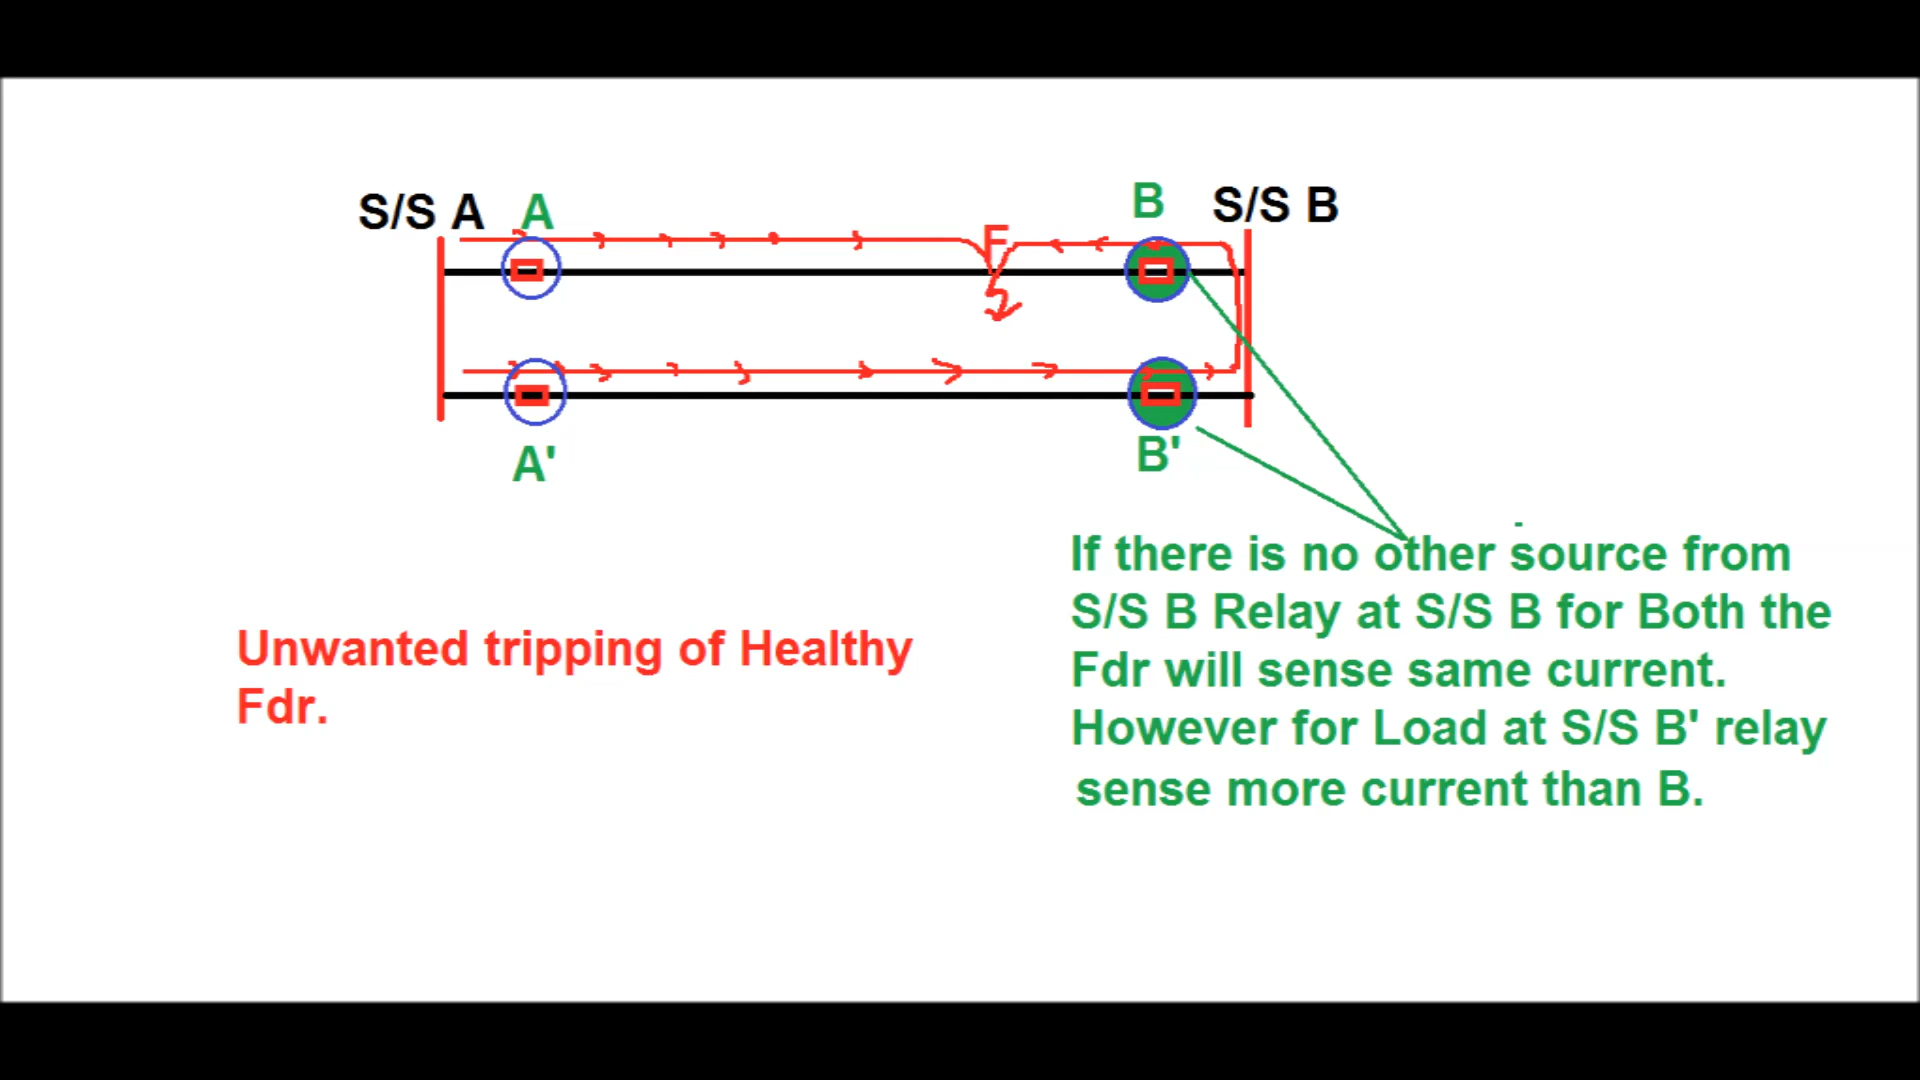 S/S A
A
B
S/S B
F
A'
B'
If there is no other source from
S/S B Relay at S/S B for Both the
Fdr will sense same current.
However for Load at S/S B' relay
sense more current than B.
Unwanted tripping of Healthy
Fdr.